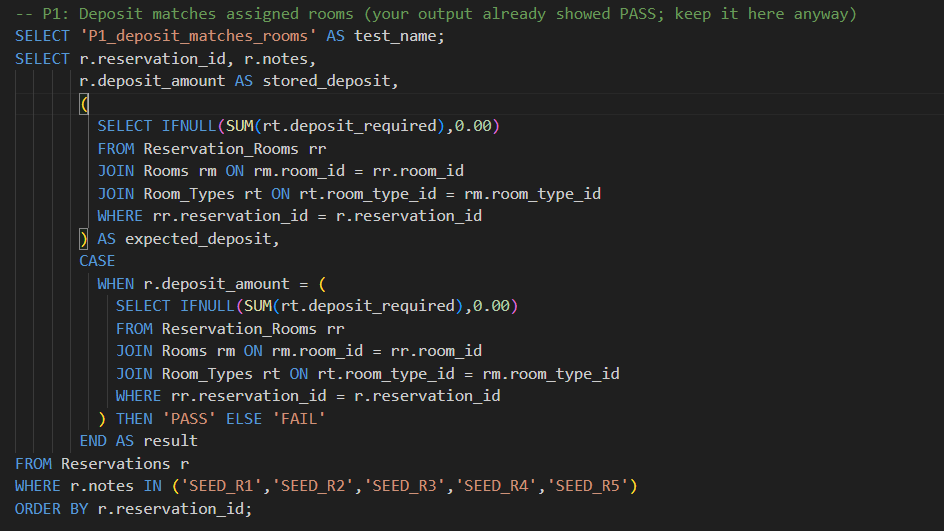 -- P1: Deposit matches assigned rooms (your output already showed PASS; keep it here anyway)
SELECT 'P1_deposit_matches_rooms' AS test_name;
SELECT r.reservation_id, r.notes,
r.deposit_amount AS stored_deposit,
(
SELECT IFNULL(SUM(rt.deposit_required),0.00)
FROM Reservation_Rooms rr
JOIN Rooms rm ON rm.room_id = rr.room_id
JOIN Room_Types rt ON rt.room_type_id = rm.room_type_id
WHERE rr.reservation_id = r.reservation_id
) AS expected_deposit,
CASE
WHEN r.deposit_amount = (
SELECT IFNULL(SUM(rt.deposit_required),0.00)
FROM Reservation_Rooms rr
JOIN Rooms rm ON rm.room_id = rr.room_id
JOIN Room_Types rt ON rt.room_type_id = rm.room_type_id
WHERE rr.reservation_id = r.reservation_id
) THEN 'PASS' ELSE 'FAIL'
END AS result
FROM Reservations r
WHERE r.notes IN ('SEED_R1','SEED_R2','SEED_R3','SEED_R4','SEED_R5')
ORDER BY r.reservation_id;